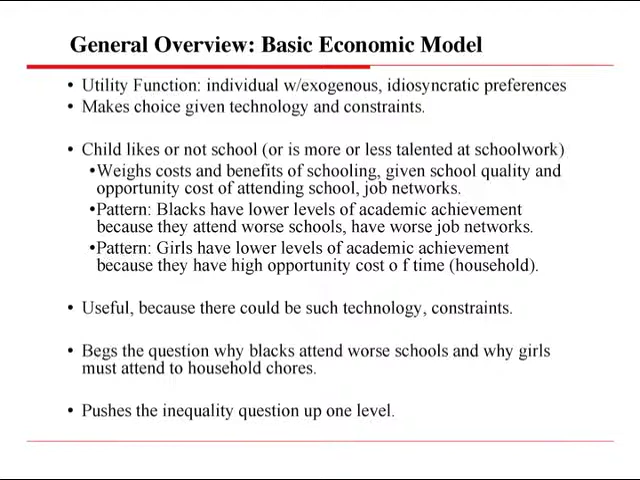 General Overview: Basic Economic Model
• Utility Function: individual w/exogenous, idiosyncratic preferences
• Makes choice given technology and constraints.
• Child likes or not school (or is more or less talented at schoolwork)
•Weighs costs and benefits of schooling, given school quality and
opportunity cost of attending school, job networks.
•Pattern: Blacks have lower levels of academic achievement
because they attend worse schools, have worse job networks.
•Pattern: Girls have lower levels of academic achievement
because they have high opportunity cost o f time (household).
• Useful, because there could be such technology, constraints.
• Begs the question why blacks attend worse schools and why girls
must attend to household chores.
• Pushes the inequality question up one level.